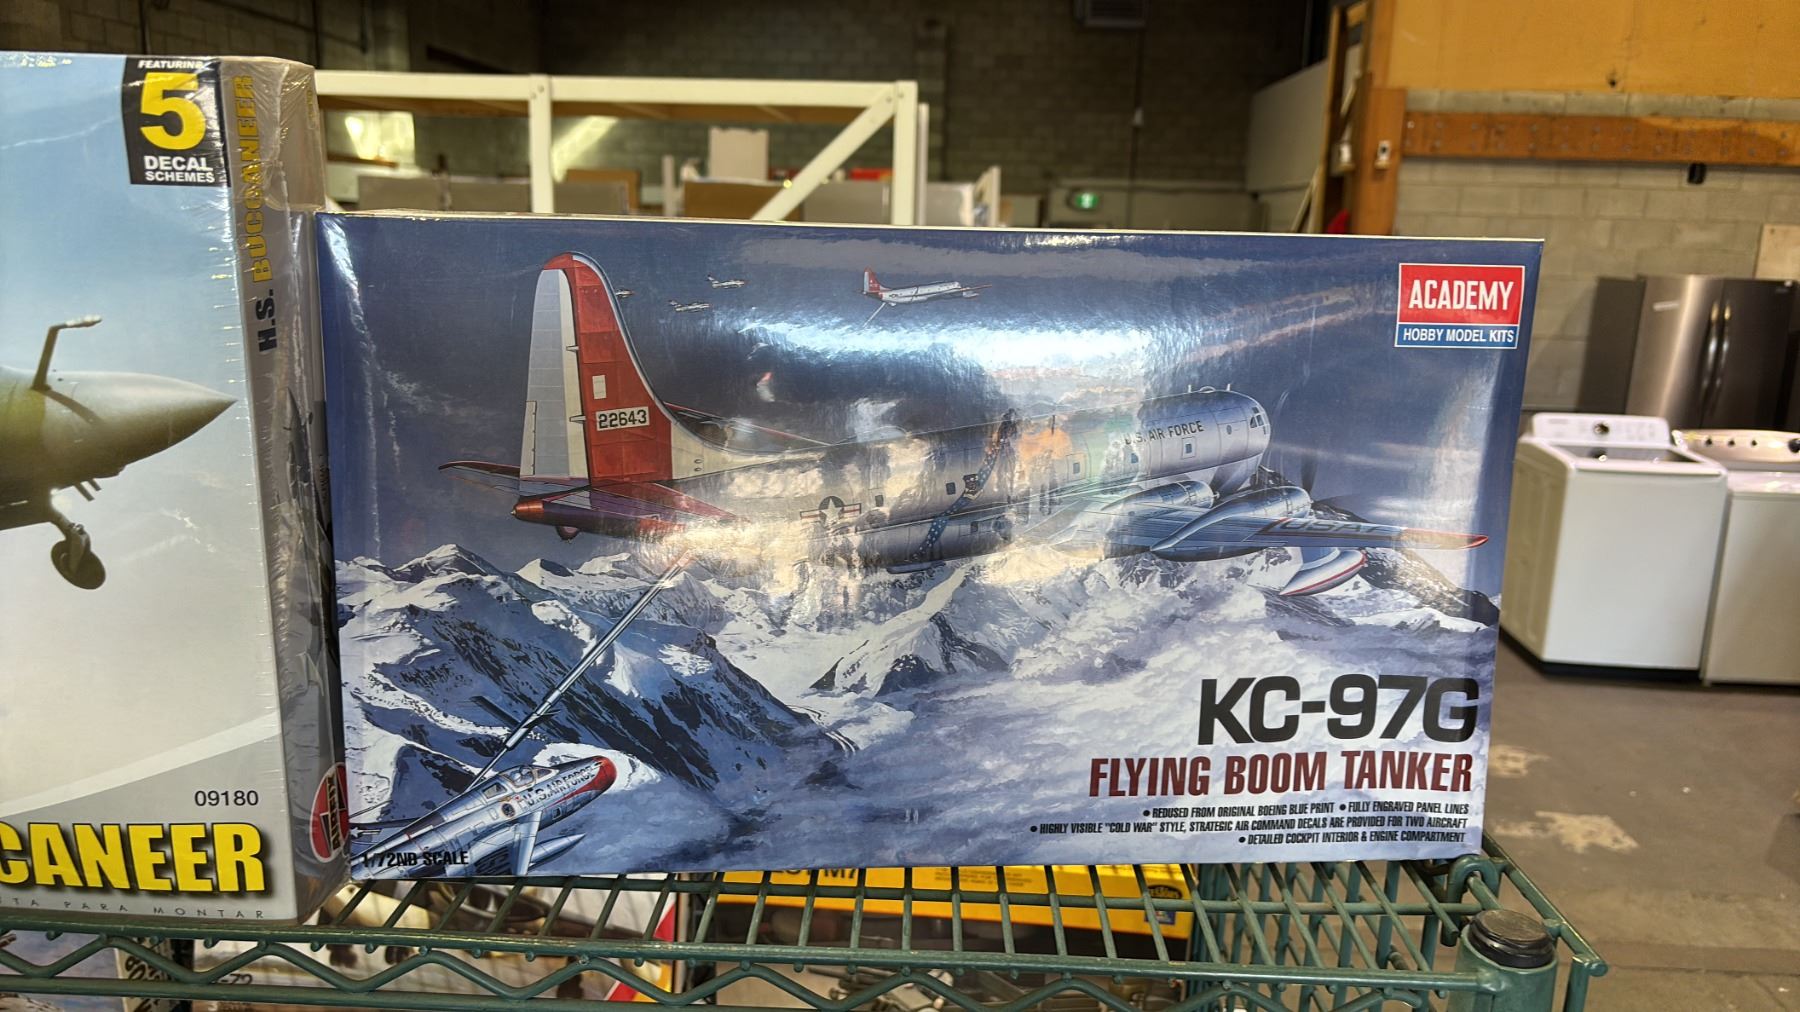 FEATURING
5
DECAL
SCHEMES
H.S. BUCCANEER
09180
CANEER
PARA MONTAR
ACADEMY
HOBBY MODEL KITS
22643
U.S. AIR FORCE
U.S. AIR FORCE
KC-97G
FLYING BOOM TANKER
• REDUSED FROM ORIGINAL BOEING BLUE PRINT • FULLY ENGRAVED PANEL LINES
• HIGHLY VISIBLE "COLD WAR" STYLE, STRATEGIC AIR COMMAND DECALS ARE PROVIDED FOR TWO AIRCRAFT
• DETAILED COCKPIT INTERIOR & ENGINE COMPARTMENT
1/72ND SCALE